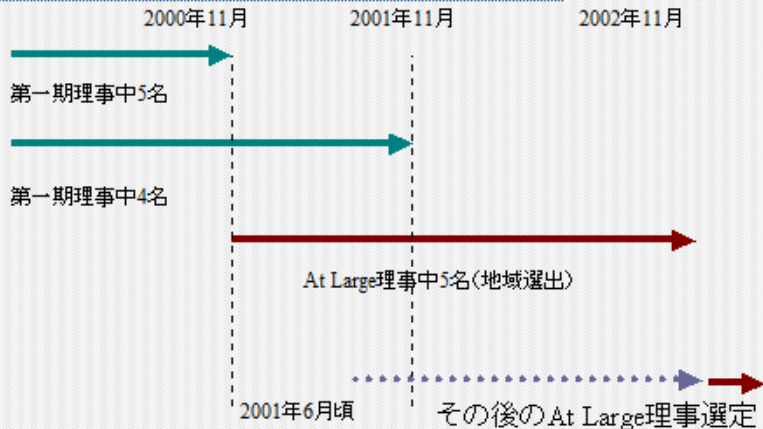 2000年11月 2001年11月 2002年11月
第一期理事中5名
第一期理事中4名
At Large理事中5名(地域選出)
2001年6月頃 その後のAt Large理事選定